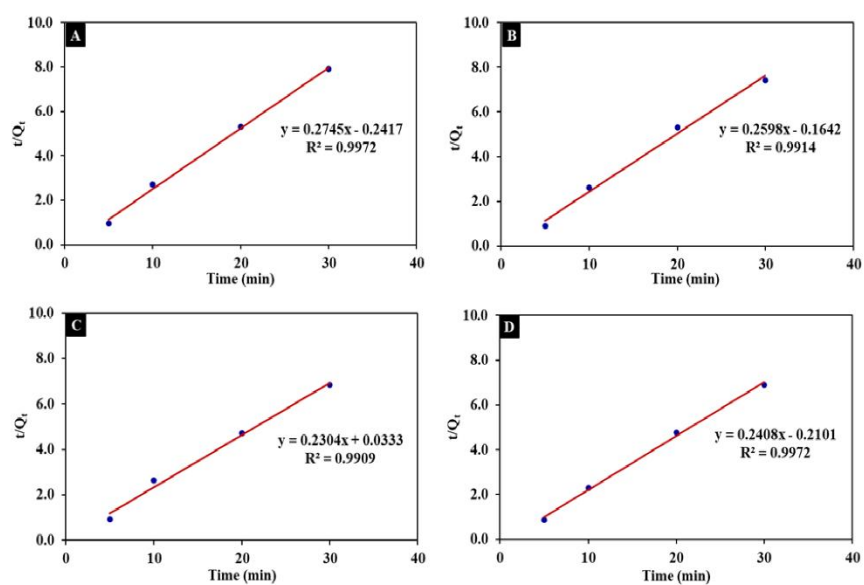 A
10.0
8.0
6.0
4.0
2.0
0.0
t/Qt
y = 0.2745x - 0.2417
R² = 0.9972
0 10 20 30 40
Time (min)
B
10.0
8.0
6.0
4.0
2.0
0.0
t/Qt
y = 0.2598x - 0.1642
R² = 0.9914
0 10 20 30 40
Time (min)
C
10.0
8.0
6.0
4.0
2.0
0.0
t/Qt
y = 0.2304x + 0.0333
R² = 0.9909
0 10 20 30 40
Time (min)
D
10.0
8.0
6.0
4.0
2.0
0.0
t/Qt
y = 0.2408x - 0.2101
R² = 0.9972
0 10 20 30 40
Time (min)